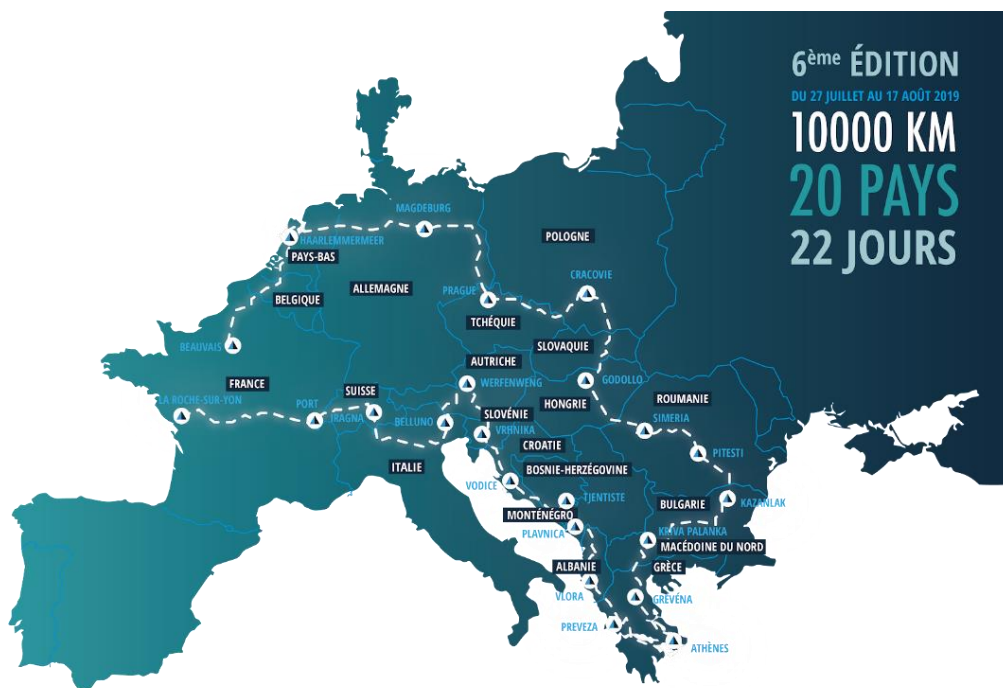 6ème ÉDITION
DU 27 JUILLET AU 17 AOÛT 2019
10000 KM
20 PAYS
22 JOURS
MAGDEBURG
HAARLEMMERMEER
POLOGNE
PAYS-BAS
CRACOVIE
ALLEMAGNE
PRAGUE
BELGIQUE
TCHÉQUIE
BEAUVAIS
SLOVAQUIE
AUTRICHE
GODOLLO
WERFENWENG
FRANCE
SUISSE
ROUMANIE
LA ROCHE-SUR-YON
PORT
HONGRIE
IRAGNA
SLOVÉNIE
SIMERIA
BELLUNO
VRHNIKA
CROATIE
PITESTI
ITALIE
BOSNIE-HERZÉGOVINE
VODICE
TJENTISTE
BULGARIE
KAZANLAK
MONTÉNÉGRO
PLAVNICA
KRIVA PALANKA
MACÉDOINE DU NORD
ALBANIE
GRÈCE
VLORA
GRÉVÉNA
PREVEZA
ATHÈNES